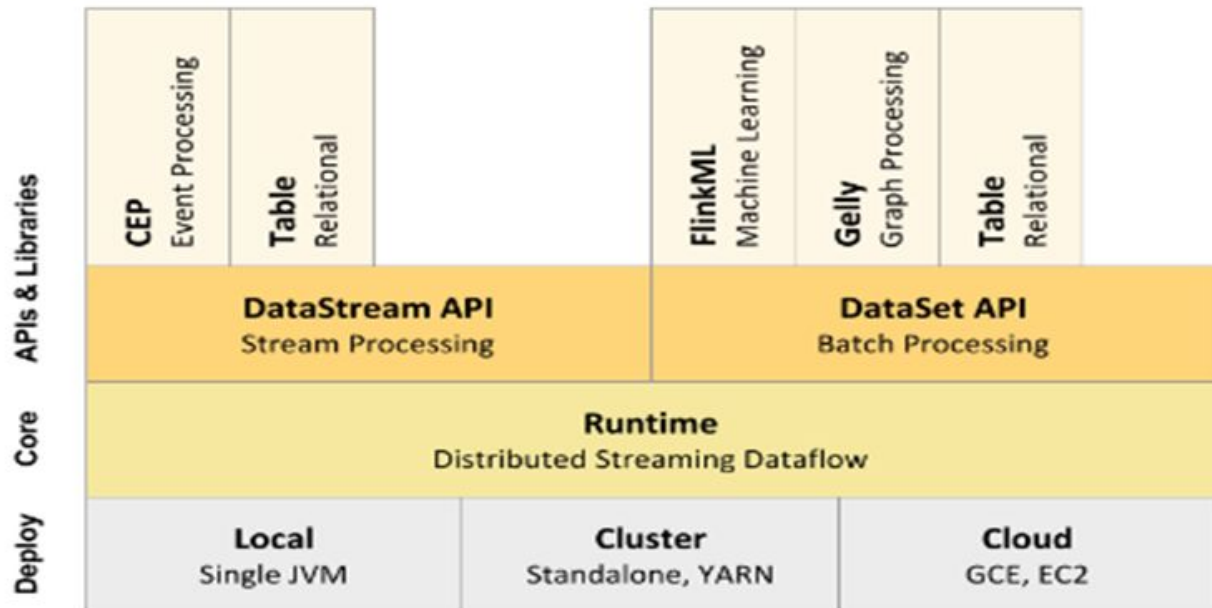 APIs & Libraries
CEP
Event Processing
Table
Relational
FlinkML
Machine Learning
Gelly
Graph Processing
Table
Relational
DataStream API
Stream Processing
DataSet API
Batch Processing
Core
Runtime
Distributed Streaming Dataflow
Deploy
Local
Single JVM
Cluster
Standalone, YARN
Cloud
GCE, EC2